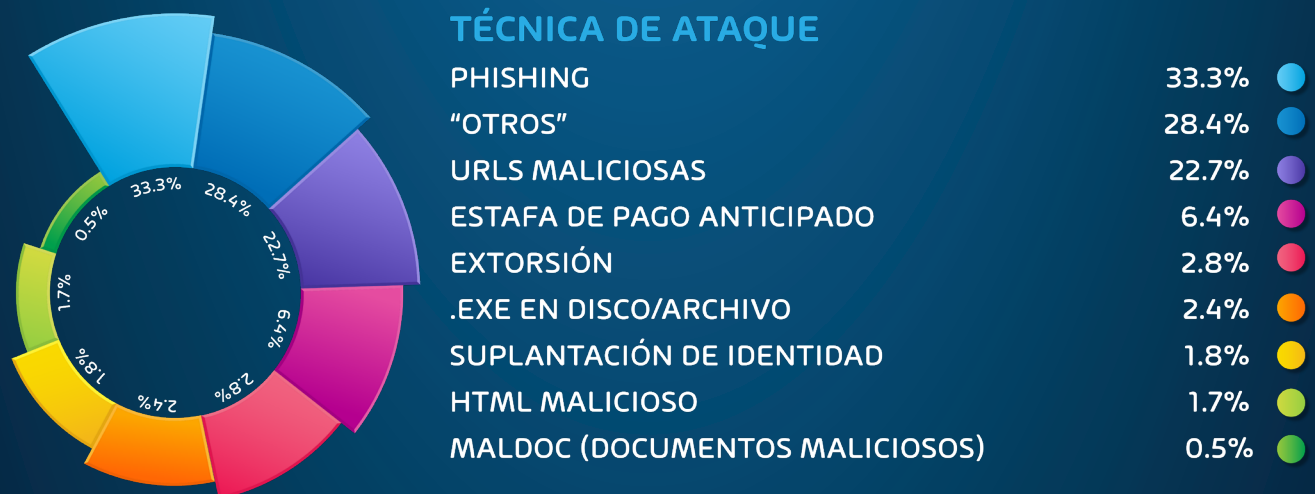 TÉCNICA DE ATAQUE
PHISHING 33.3%
“OTROS” 28.4%
URLS MALICIOSAS 22.7%
ESTAFA DE PAGO ANTICIPADO 6.4%
EXTORSIÓN 2.8%
.EXE EN DISCO/ARCHIVO 2.4%
SUPLANTACIÓN DE IDENTIDAD 1.8%
HTML MALICIOSO 1.7%
MALDOC (DOCUMENTOS MALICIOSOS) 0.5%
33.3%
28.4%
22.7%
6.4%
2.8%
2.4%
1.8%
1.7%
0.5%